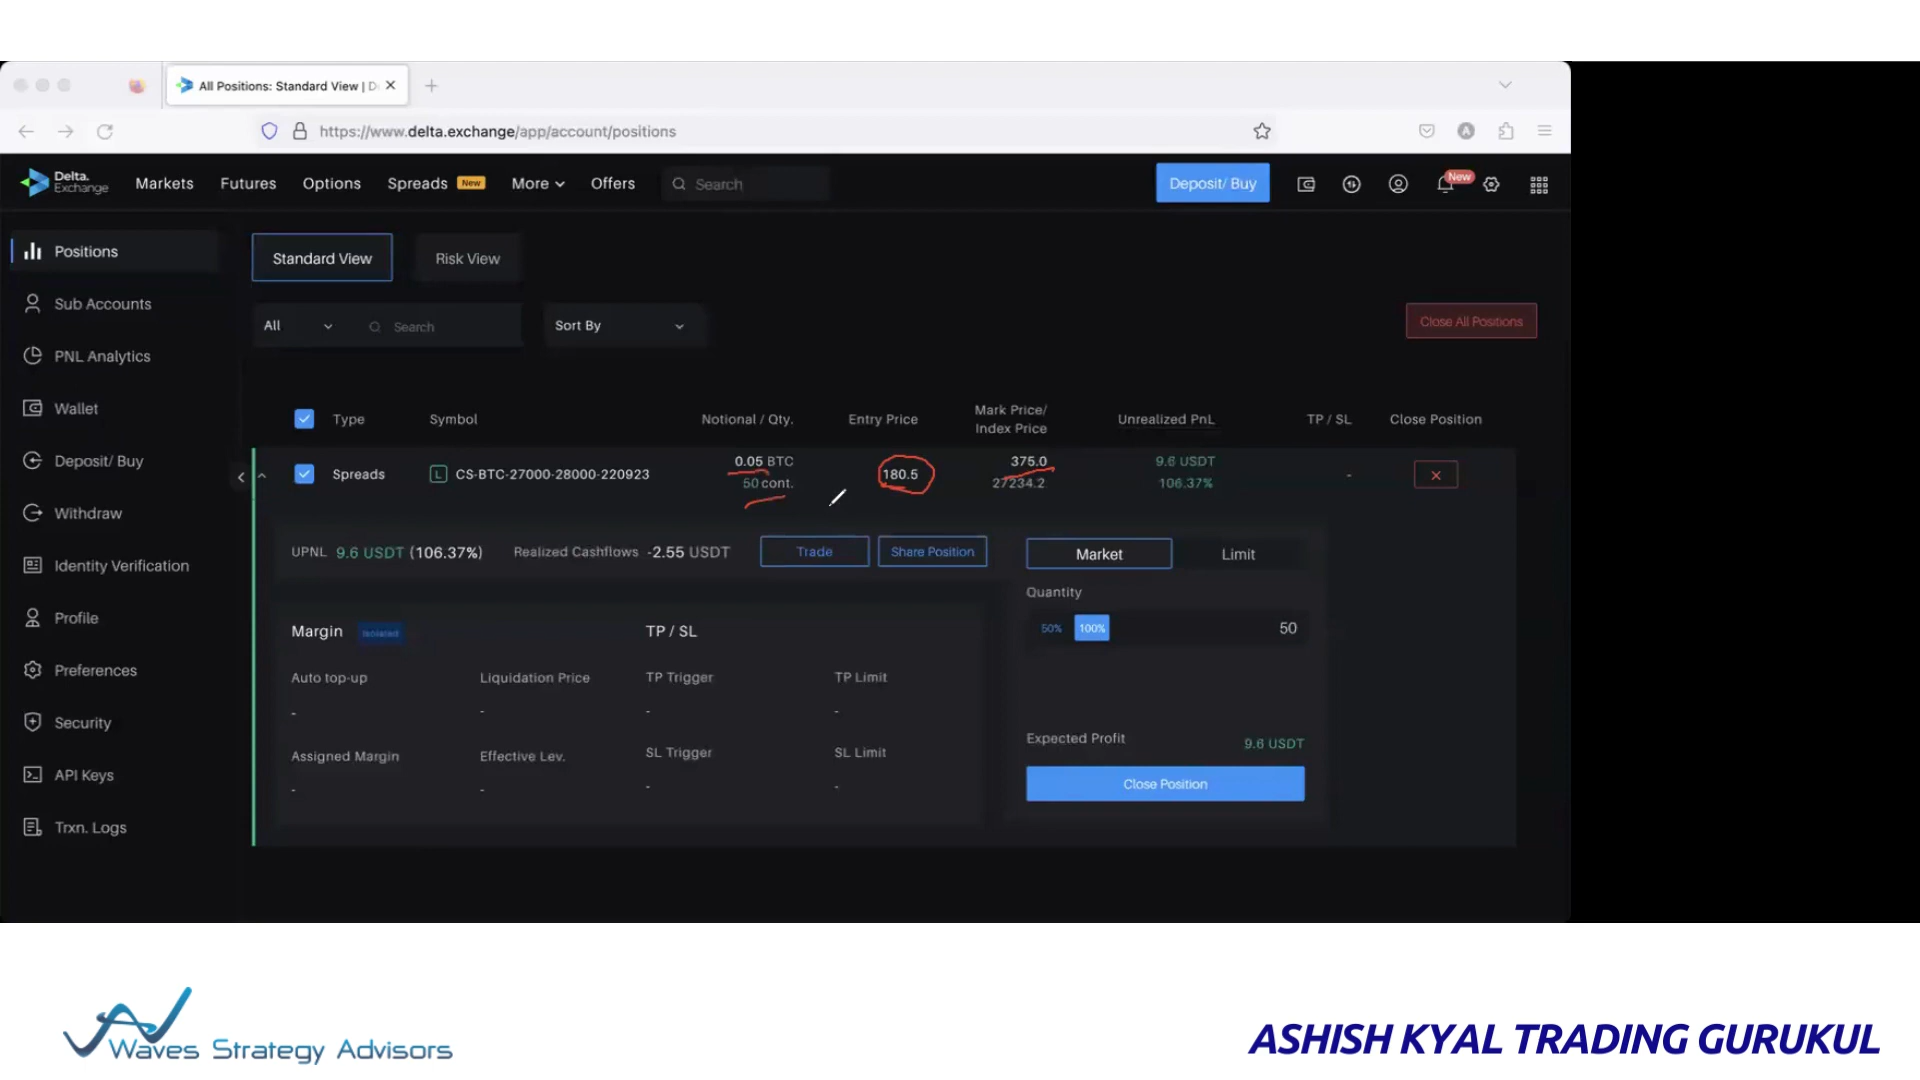 All Positions: Standard View | D
https://www.delta.exchange/app/account/positions
Delta. Exchange
Markets Futures Options Spreads New More Offers Search Deposit/ Buy New
Positions
Sub Accounts
PNL Analytics
Wallet
Deposit/ Buy
Withdraw
Identity Verification
Profile
Preferences
Security
API Keys
Trxn. Logs
Standard View Risk View
All Search Sort By Close All Positions
Type Symbol Notional / Qty. Entry Price Mark Price/ Index Price Unrealized PnL TP / SL Close Position
Spreads L CS-BTC-27000-28000-220923 0.05 BTC 180.5 375.0 9.6 USDT -
50 cont. 27234.2 106.37%
UPNL 9.6 USDT (106.37%) Realized Cashflows -2.55 USDT Trade Share Position
Margin Isolated TP / SL
Auto top-up Liquidation Price TP Trigger TP Limit
- - - -
Assigned Margin Effective Lev. SL Trigger SL Limit
- - - -
Market Limit
Quantity
50% 100% 50
Expected Profit 9.6 USDT
Close Position
Waves Strategy Advisors
ASHISH KYAL TRADING GURUKUL